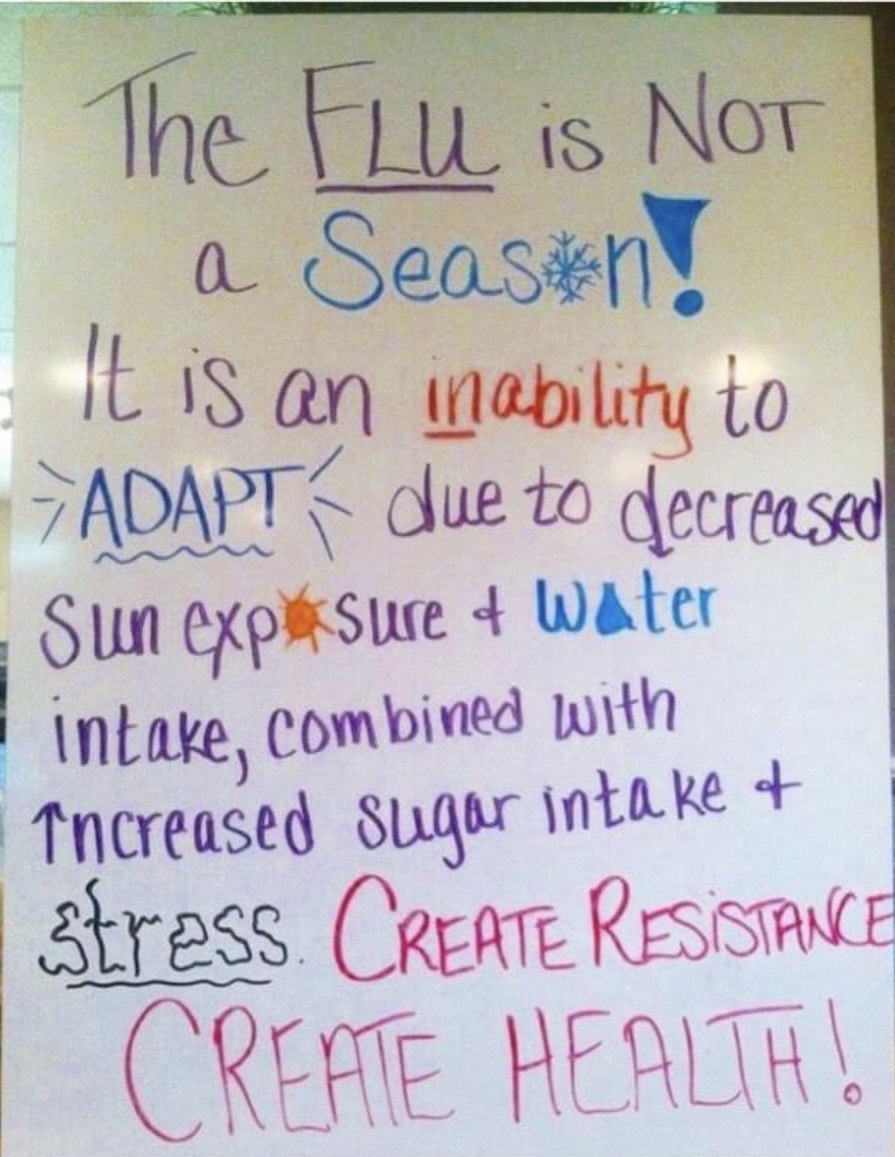 The FLU is NOT
a Season!
It is an inability to
ADAPT due to decreased
Sun exposure + water
intake, combined with
Increased sugar intake +
stress. CREATE RESISTANCE
CREATE HEALTH!